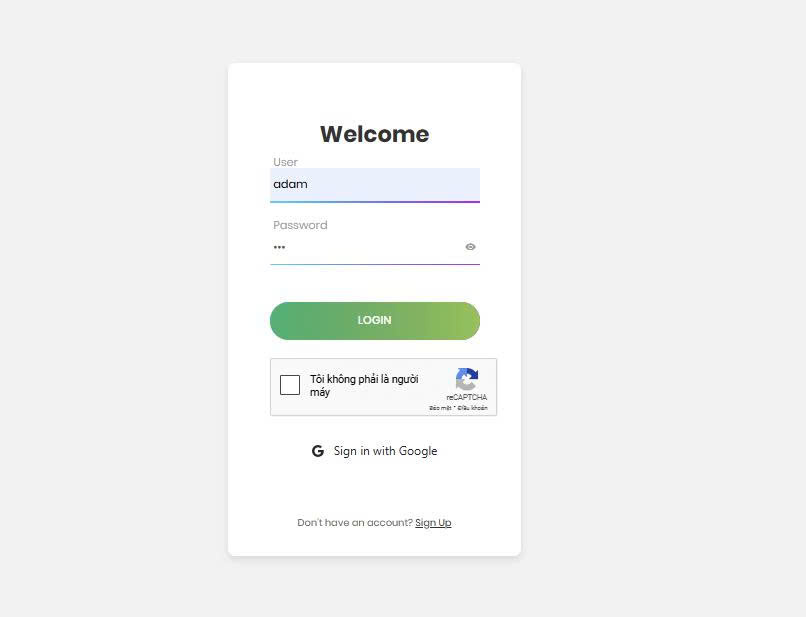 Welcome
User
adam
Password
•••
LOGIN
Tôi không phải là người
máy
reCAPTCHA
Bảo mật - Điều khoản
Sign in with Google
Don't have an account? Sign Up